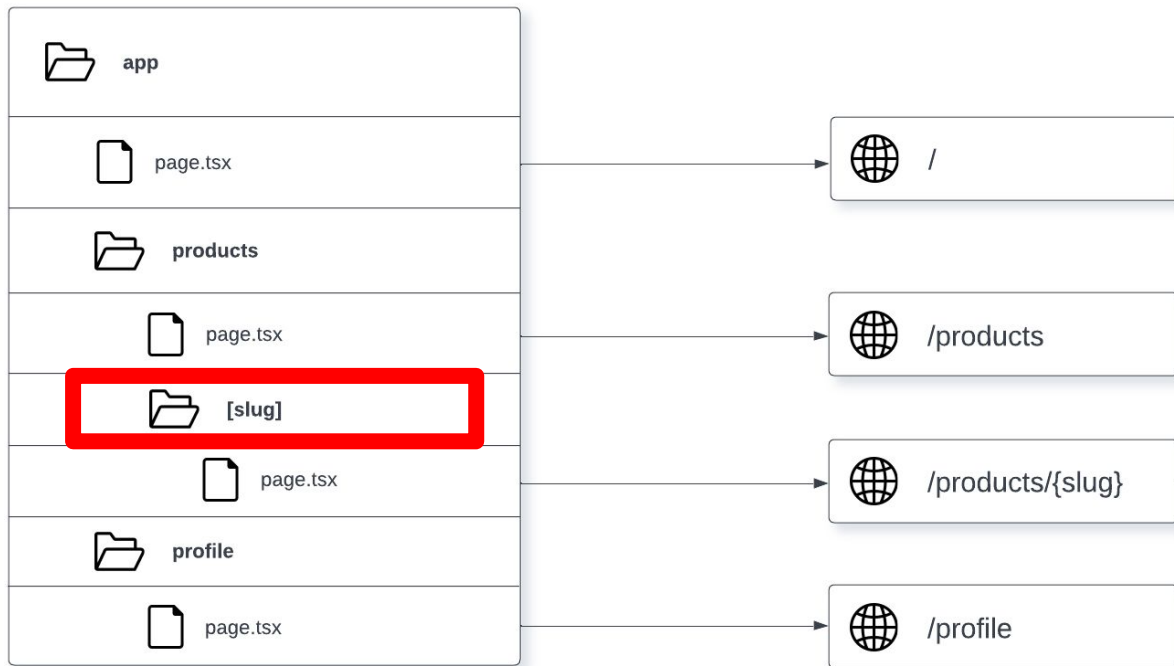 app
page.tsx
/
products
page.tsx
/products
[slug]
page.tsx
/products/{slug}
profile
page.tsx
/profile